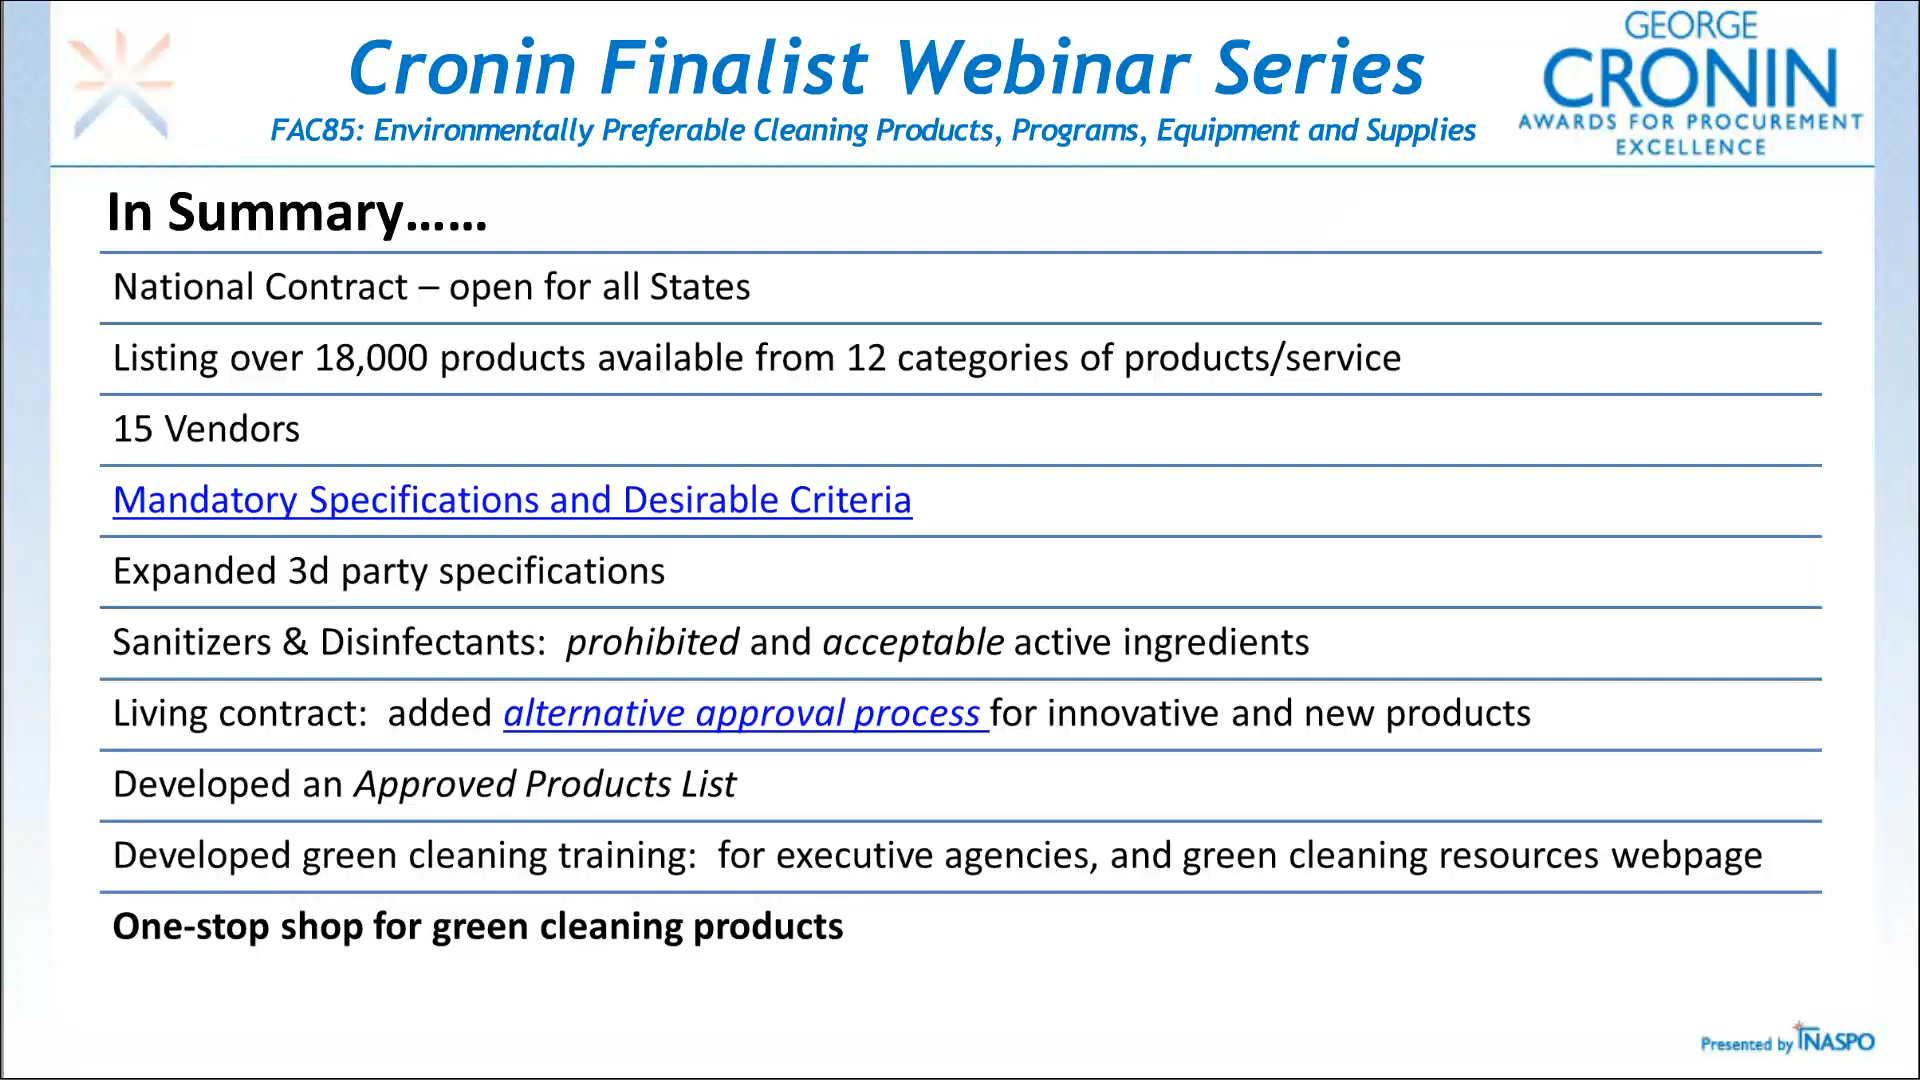 Cronin Finalist Webinar Series
FAC85: Environmentally Preferable Cleaning Products, Programs, Equipment and Supplies
GEORGE
CRONIN
AWARDS FOR PROCUREMENT
EXCELLENCE
In Summary……
National Contract – open for all States
Listing over 18,000 products available from 12 categories of products/service
15 Vendors
Mandatory Specifications and Desirable Criteria
Expanded 3d party specifications
Sanitizers & Disinfectants:  prohibited and acceptable active ingredients
Living contract:  added alternative approval process for innovative and new products
Developed an Approved Products List
Developed green cleaning training:  for executive agencies, and green cleaning resources webpage
One-stop shop for green cleaning products
Presented by NASPO